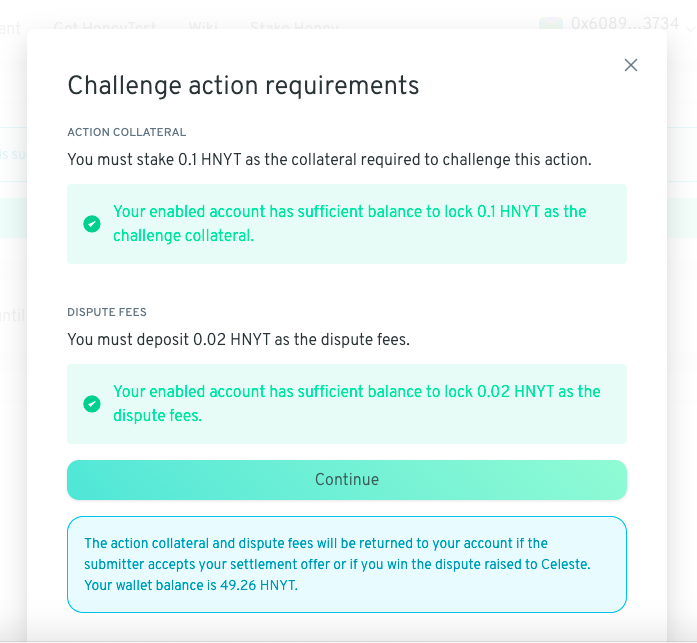 Get HoneyTest Wiki Stake Honey 0x6089...3734
Challenge action requirements
ACTION COLLATERAL
You must stake 0.1 HNYT as the collateral required to challenge this action.
Your enabled account has sufficient balance to lock 0.1 HNYT as the
challenge collateral.
DISPUTE FEES
You must deposit 0.02 HNYT as the dispute fees.
Your enabled account has sufficient balance to lock 0.02 HNYT as the
dispute fees.
Continue
The action collateral and dispute fees will be returned to your account if the
submitter accepts your settlement offer or if you win the dispute raised to Celeste.
Your wallet balance is 49.26 HNYT.